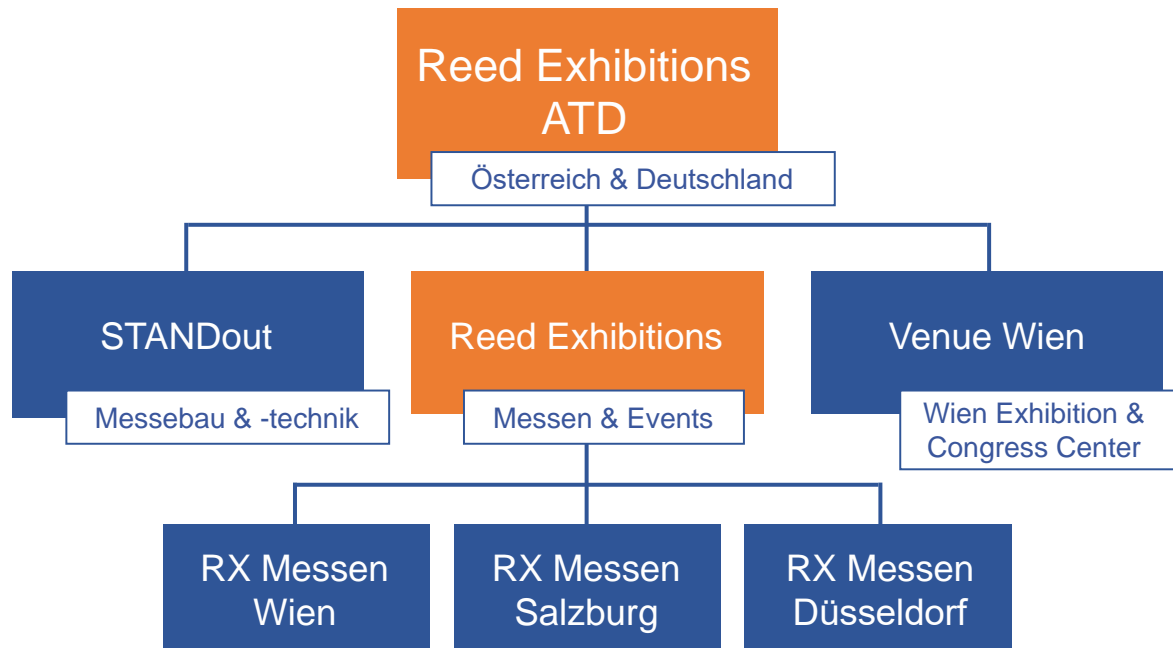 Reed Exhibitions
ATD
Österreich & Deutschland
STANDout
Messebau & -technik
Reed Exhibitions
Messen & Events
Venue Wien
Wien Exhibition &
Congress Center
RX Messen
Wien
RX Messen
Salzburg
RX Messen
Düsseldorf